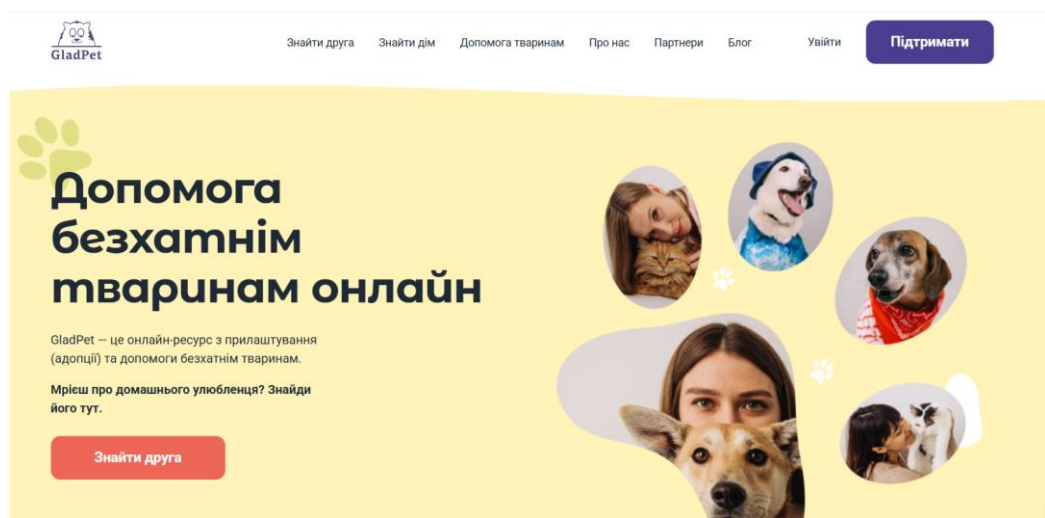 GladPet
Знайти друга
Знайти дім
Допомога тваринам
Про нас
Партнери
Блог
Увійти
Підтримати
Допомога
безхатнім
тваринам онлайн
GladPet — це онлайн-ресурс з прилаштування
(адопції) та допомоги безхатнім тваринам.
Мрієш про домашнього улюбленця? Знайди
його тут.
Знайти друга